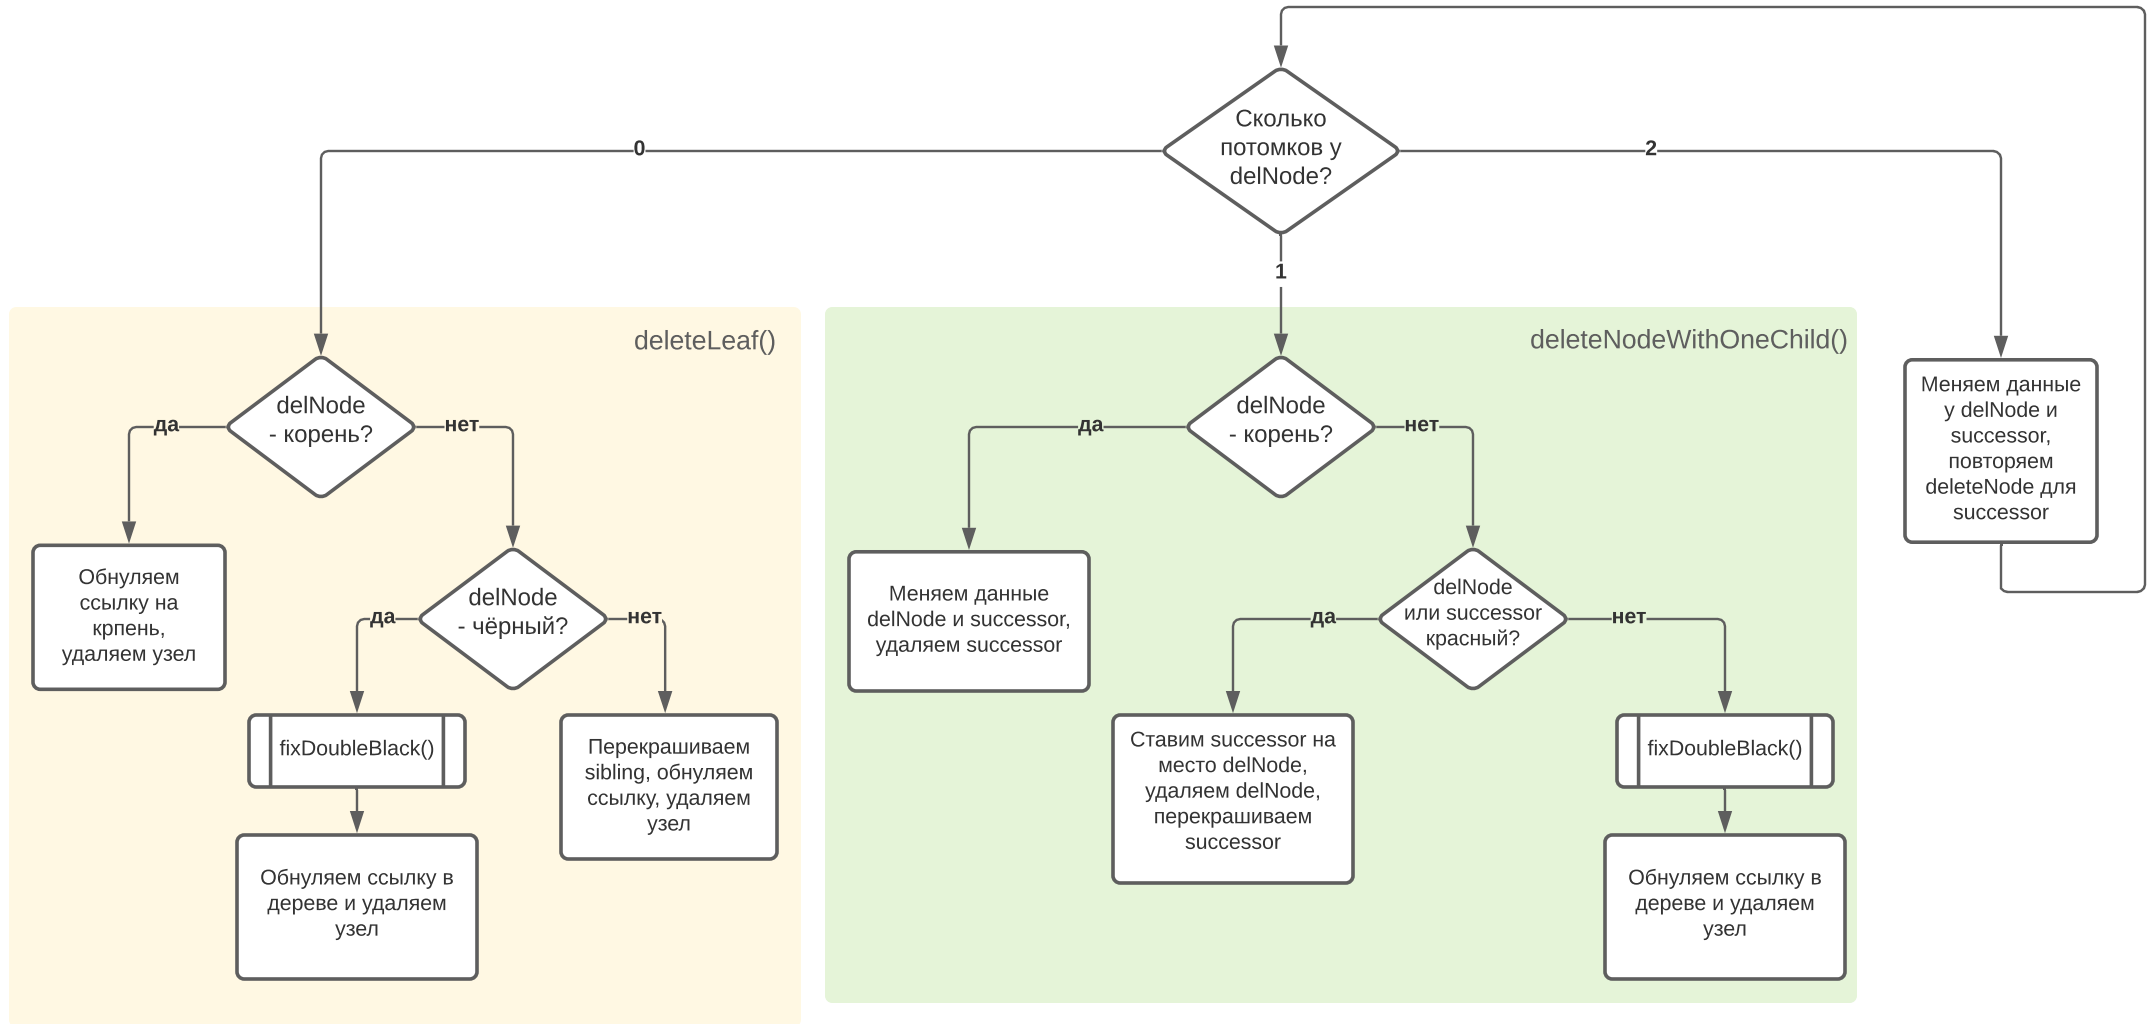 Сколько
потомков у
delNode?
0
2
1
deleteLeaf()
delNode
- корень?
да
нет
Обнуляем
ссылку на
крпень,
удаляем узел
delNode
- чёрный?
да
нет
fixDoubleBlack()
Обнуляем ссылку в
дереве и удаляем
узел
Перекрашиваем
sibling, обнуляем
ссылку, удаляем
узел
deleteNodeWithOneChild()
delNode
- корень?
да
нет
Меняем данные
delNode и successor,
удаляем successor
delNode
или successor
красный?
да
нет
Ставим successor на
место delNode,
удаляем delNode,
перекрашиваем
successor
fixDoubleBlack()
Обнуляем ссылку в
дереве и удаляем
узел
Меняем данные
у delNode и
successor,
повторяем
deleteNode для
successor